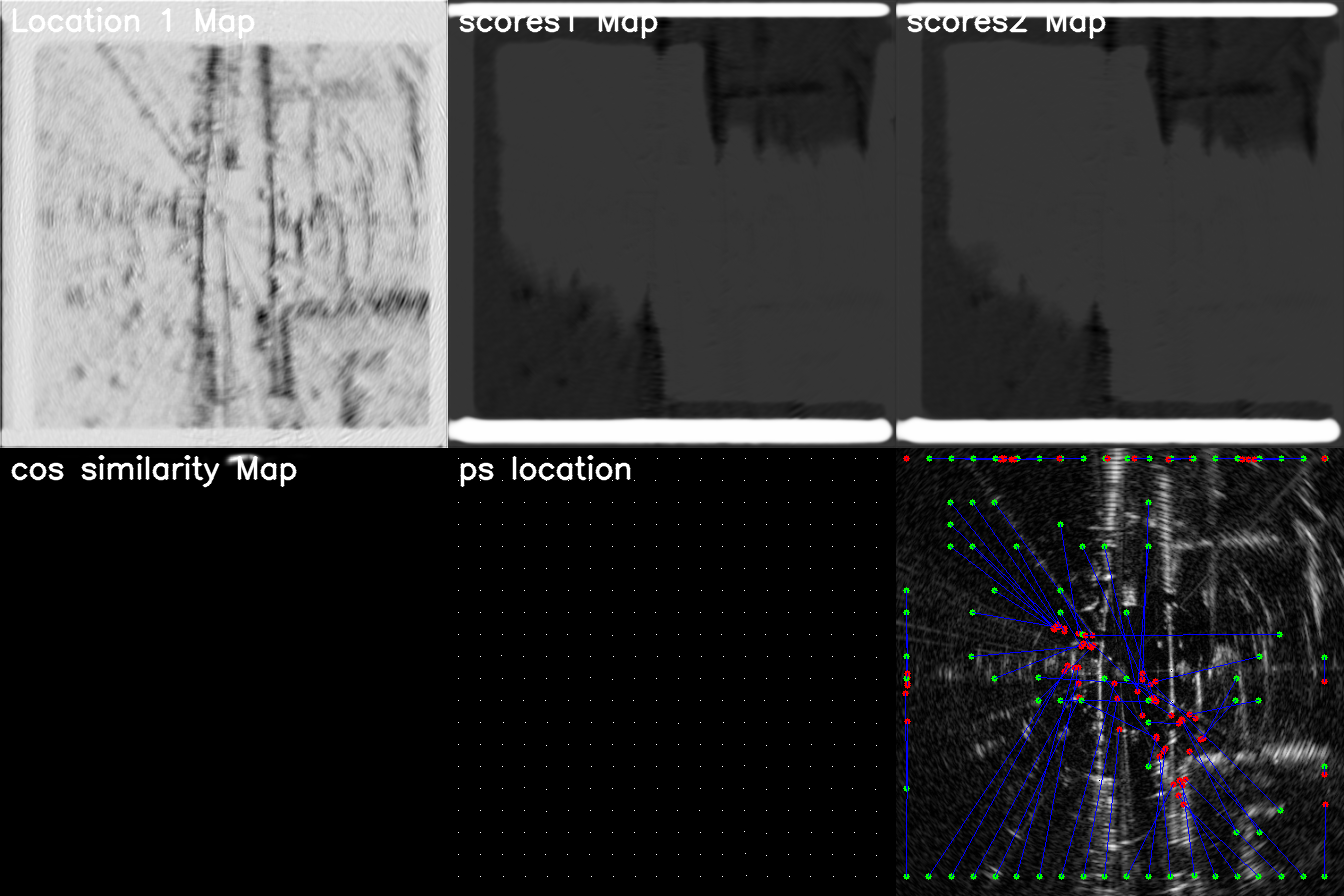 Location 1 Map
scores1 Map
scores2 Map
cos similarity Map
ps location